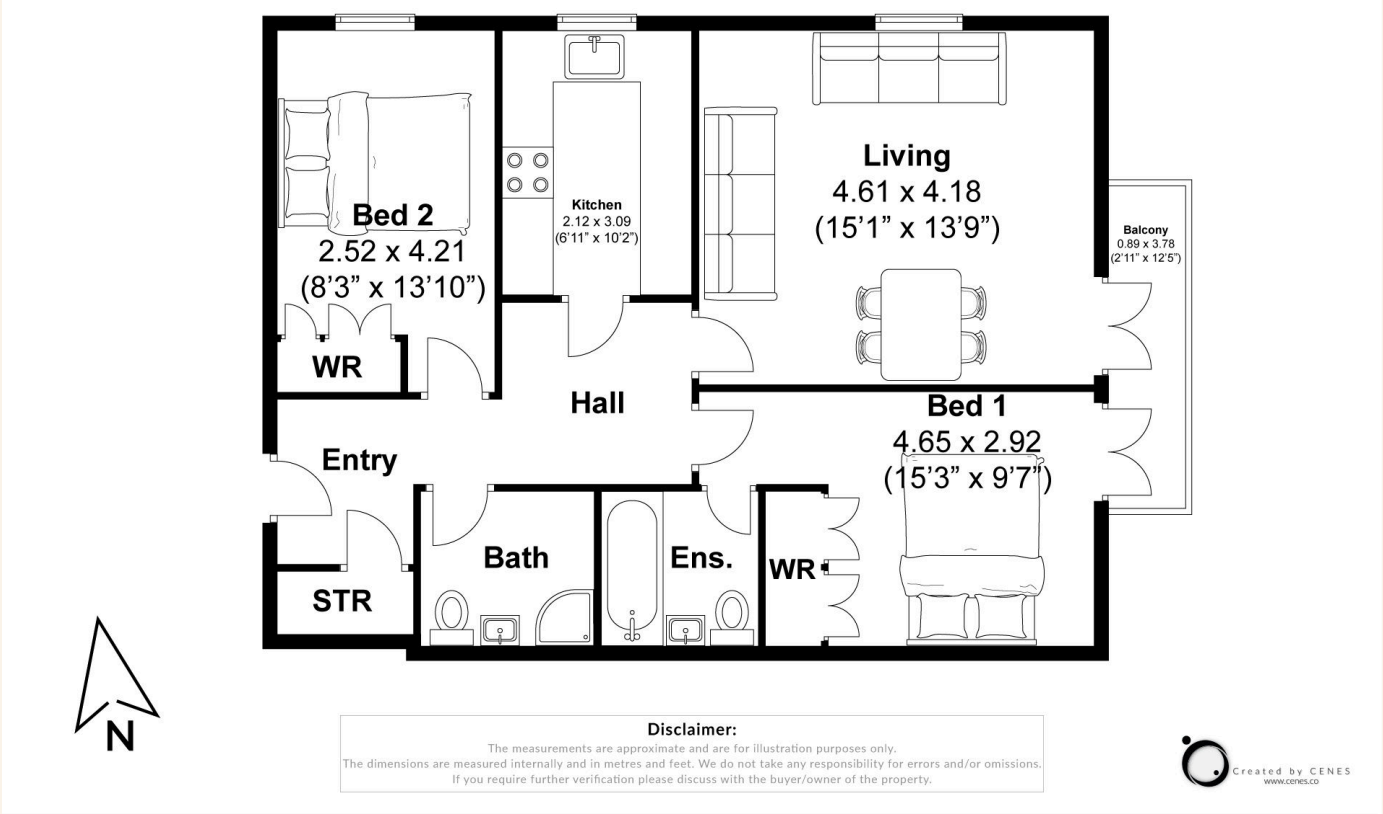 Bed 2
2.52 x 4.21
(8’3” x 13’10”)
WR
Kitchen
2.12 x 3.09
(6’11” x 10’2”)
Living
4.61 x 4.18
(15’1” x 13’9”)
Balcony
0.89 x 3.78
(2’11” x 12’5”)
Hall
Entry
Bed 1
4.65 x 2.92
(15’3” x 9’7”)
Bath
Ens.
WR
STR
N
Disclaimer:
The measurements are approximate and are for illustration purposes only.
The dimensions are measured internally and in metres and feet. We do not take any responsibility for errors and/or omissions.
If you require further verification please discuss with the buyer/owner of the property.
Created by CENES
www.cenes.co